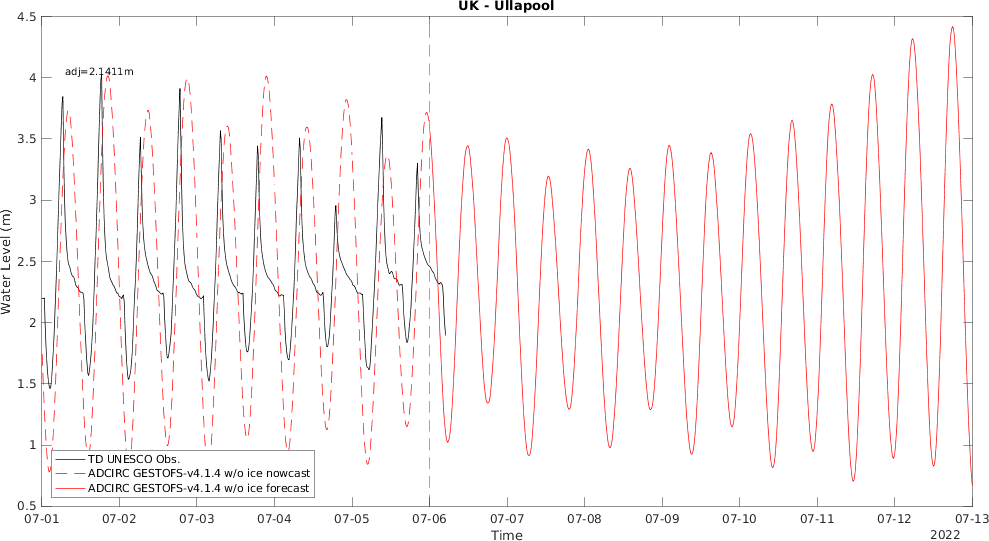 UK - Ullapool
4.5
adj=2.1411m
4
3.5
3
2.5
2
1.5
1
0.5
Water Level (m)
TD UNESCO Obs.
ADCIRC GESTOFS-v4.1.4 w/o ice nowcast
ADCIRC GESTOFS-v4.1.4 w/o ice forecast
07-01 07-02 07-03 07-04 07-05 07-06 07-07 07-08 07-09 07-10 07-11 07-12 07-13
Time
2022